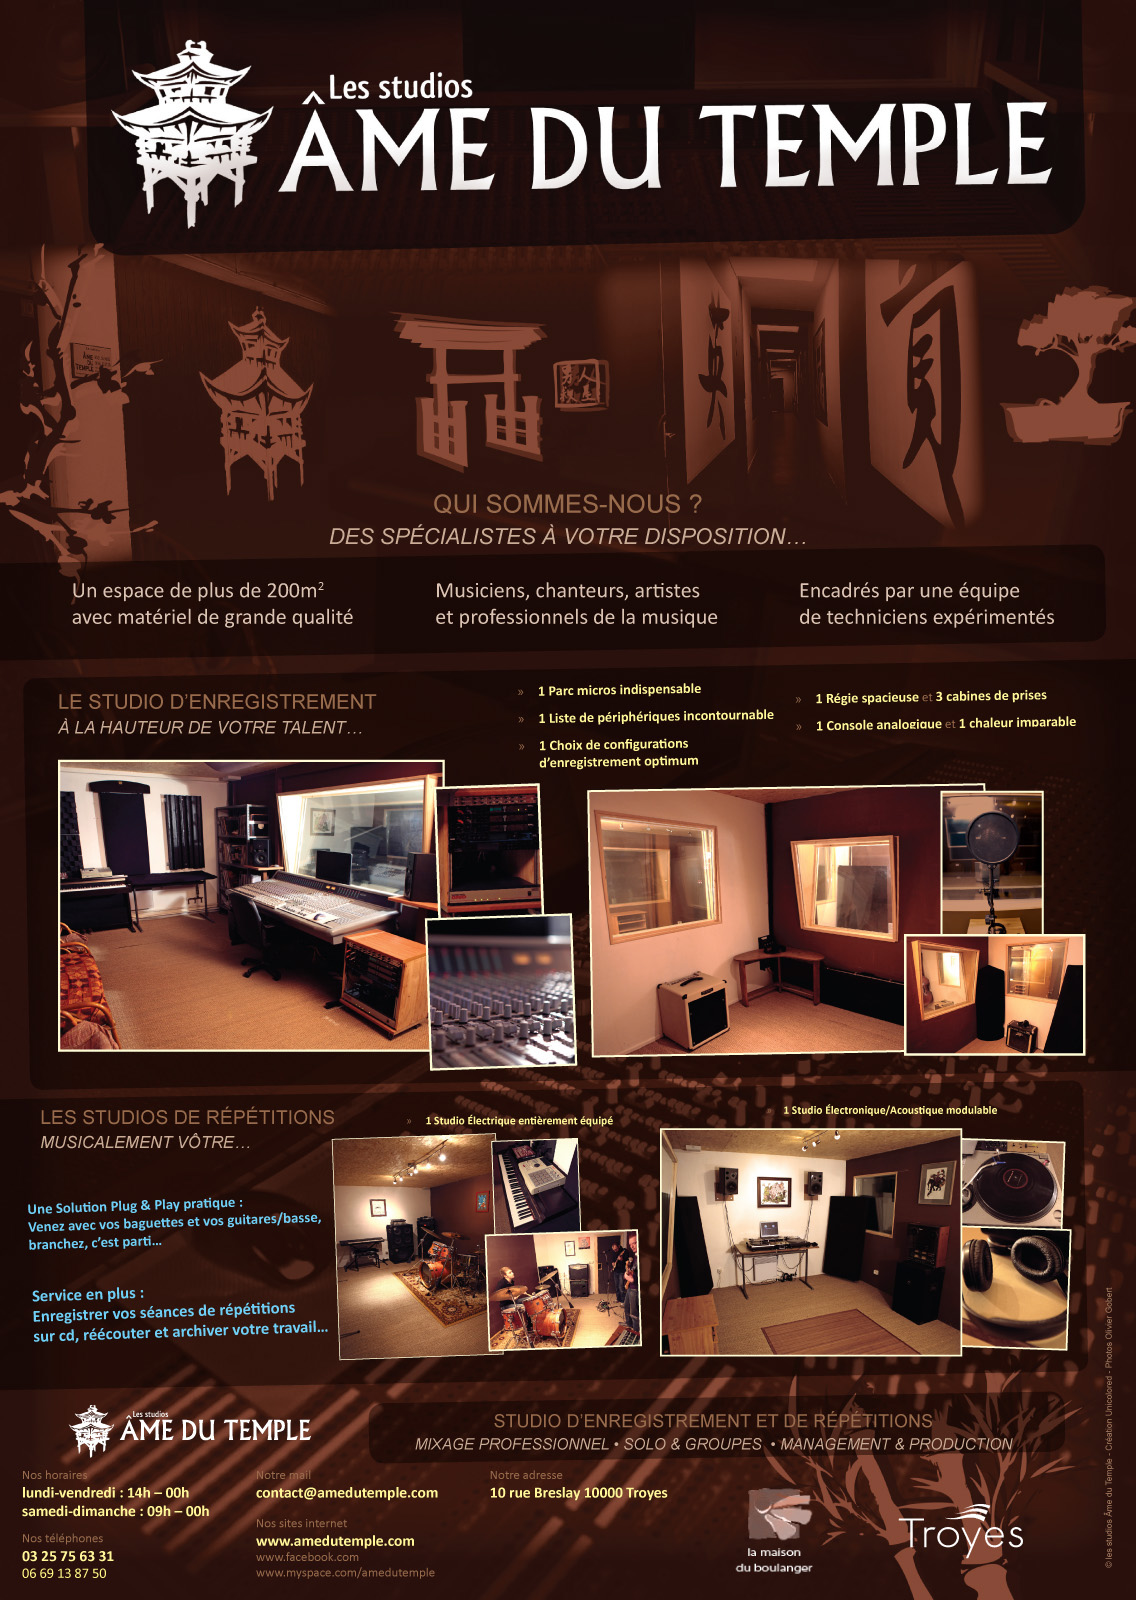 Les studios
ÂME DU TEMPLE
QUI SOMMES-NOUS ?
DES SPÉCIALISTES À VOTRE DISPOSITION…
Un espace de plus de 200m²
avec matériel de grande qualité
Musiciens, chanteurs, artistes
et professionnels de la musique
Encadrés par une équipe
de techniciens expérimentés
LE STUDIO D'ENREGISTREMENT
À LA HAUTEUR DE VOTRE TALENT…
» 1 Parc micros indispensable
» 1 Liste de périphériques incontournable
» 1 Choix de configurations
d'enregistrement optimum
» 1 Régie spacieuse et 3 cabines de prises
» 1 Console analogique et 1 chaleur imparable
LES STUDIOS DE RÉPÉTITIONS
MUSICALEMENT VÔTRE…
» 1 Studio Électrique entièrement équipé
» 1 Studio Électronique/Acoustique modulable
Une Solution Plug & Play pratique :
Venez avec vos baguettes et vos guitares/basse,
branchez, c'est parti…
Service en plus :
Enregistrer vos séances de répétitions
sur cd, réécouter et archiver votre travail…
Les studios
ÂME DU TEMPLE
STUDIO D'ENREGISTREMENT ET DE RÉPÉTITIONS
MIXAGE PROFESSIONNEL • SOLO & GROUPES • MANAGEMENT & PRODUCTION
Nos horaires
lundi-vendredi : 14h – 00h
samedi-dimanche : 09h – 00h
Nos téléphones
03 25 75 63 31
06 69 13 87 50
Notre mail
contact@amedutemple.com
Nos sites internet
www.amedutemple.com
www.facebook.com
www.myspace.com/amedutemple
Notre adresse
10 rue Breslay 10000 Troyes
la maison
du boulanger
Troyes
© les studios Âme du Temple - Création Unicolored - Photos Olivier Gobert